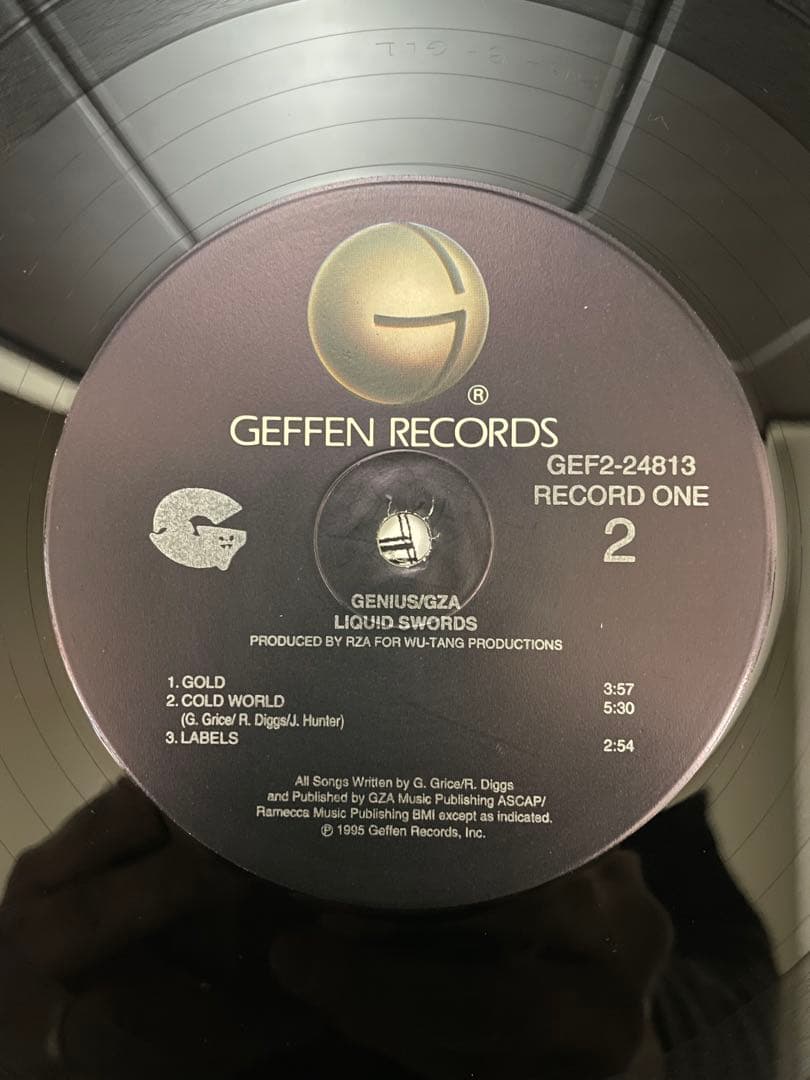 ®
GEFFEN RECORDS
GEF2-24813
RECORD ONE
2
GENIUS/GZA
LIQUID SWORDS
PRODUCED BY RZA FOR WU-TANG PRODUCTIONS
1. GOLD 3:57
2. COLD WORLD 5:30
(G. Grice/ R. Diggs/J. Hunter)
3. LABELS 2:54
All Songs Written by G. Grice/R. Diggs
and Published by GZA Music Publishing ASCAP/
Ramecca Music Publishing BMI except as indicated.
℗ 1995 Geffen Records, Inc.